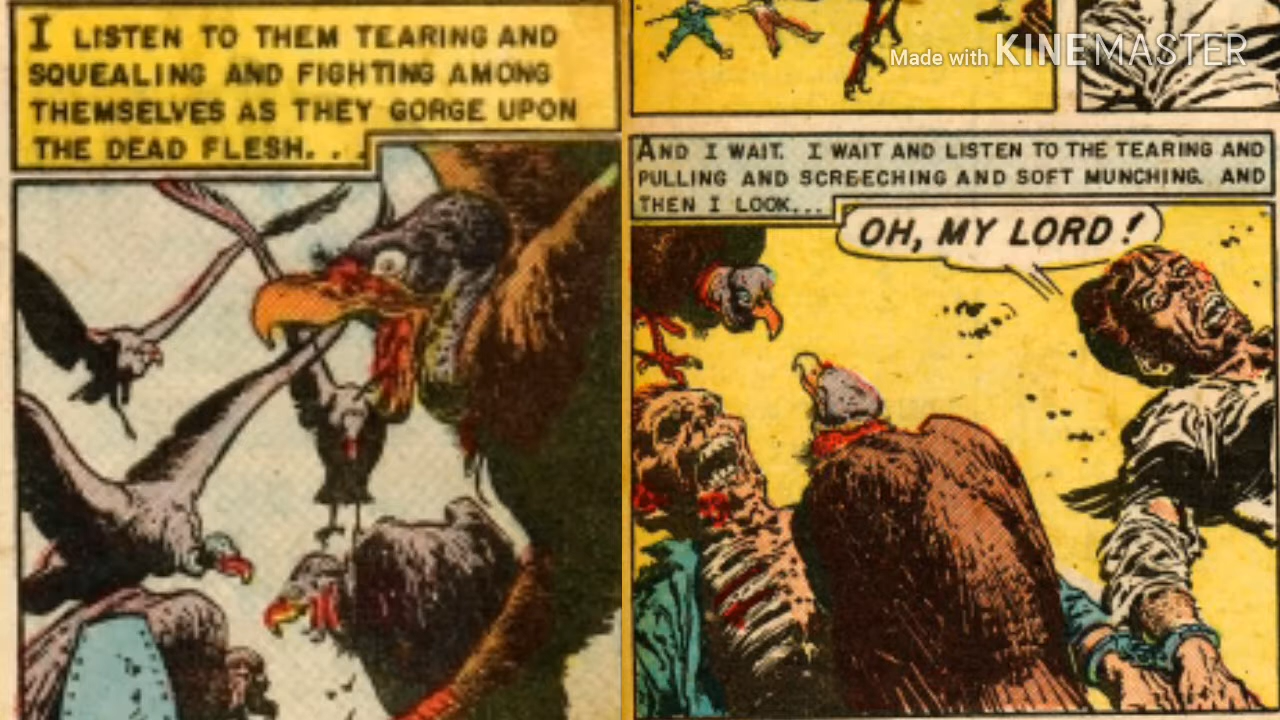 I LISTEN TO THEM TEARING AND
SQUEALING AND FIGHTING AMONG
THEMSELVES AS THEY GORGE UPON
THE DEAD FLESH. . .
Made with KINEMASTER
AND I WAIT. I WAIT AND LISTEN TO THE TEARING AND
PULLING AND SCREECHING AND SOFT MUNCHING. AND
THEN I LOOK...
OH, MY LORD!